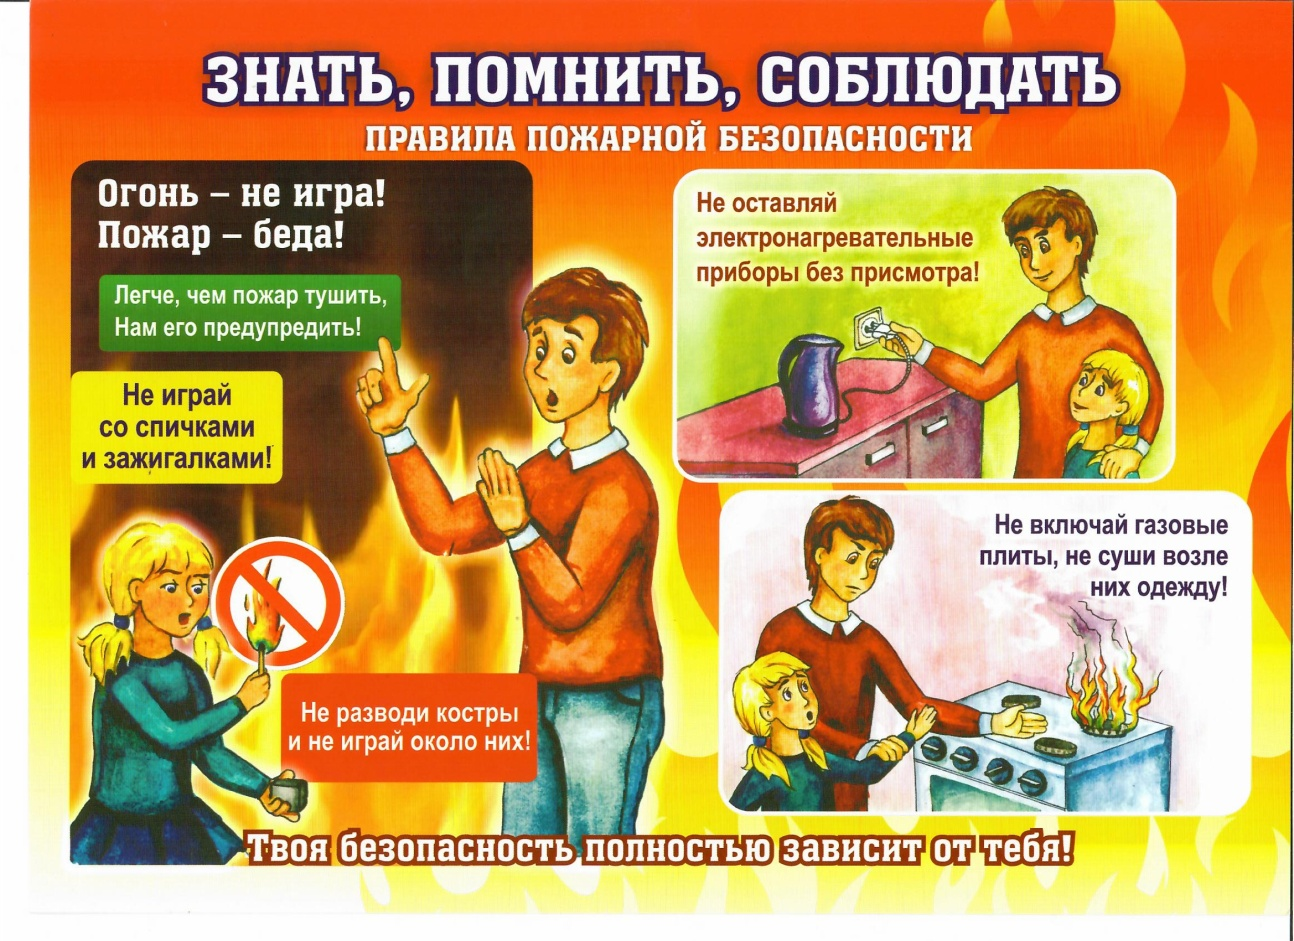 ЗНАТЬ, ПОМНИТЬ, СОБЛЮДАТЬ
ПРАВИЛА ПОЖАРНОЙ БЕЗОПАСНОСТИ
Огонь – не игра!
Пожар – беда!
Легче, чем пожар тушить,
Нам его предупредить!
Не играй
со спичками
и зажигалками!
Не разводи костры
и не играй около них!
Не оставляй
электронагревательные
приборы без присмотра!
Не включай газовые
плиты, не суши возле
них одежду!
Твоя безопасность полностью зависит от тебя!